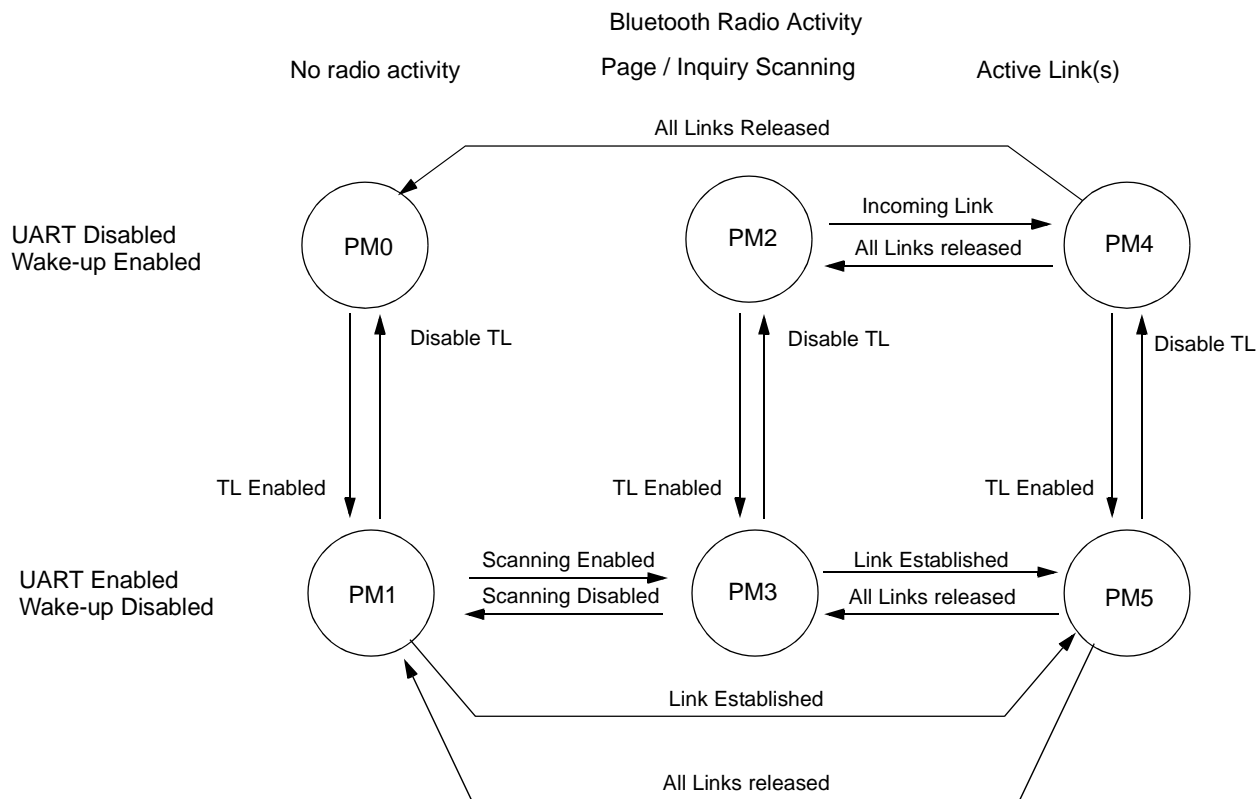 Bluetooth Radio Activity
No radio activity
Page / Inquiry Scanning
Active Link(s)
All Links Released
UART Disabled
Wake-up Enabled
PM0
PM2
Incoming Link
All Links released
PM4
Disable TL
Disable TL
Disable TL
TL Enabled
TL Enabled
TL Enabled
UART Enabled
Wake-up Disabled
PM1
Scanning Enabled
Scanning Disabled
PM3
Link Established
All Links released
PM5
Link Established
All Links released